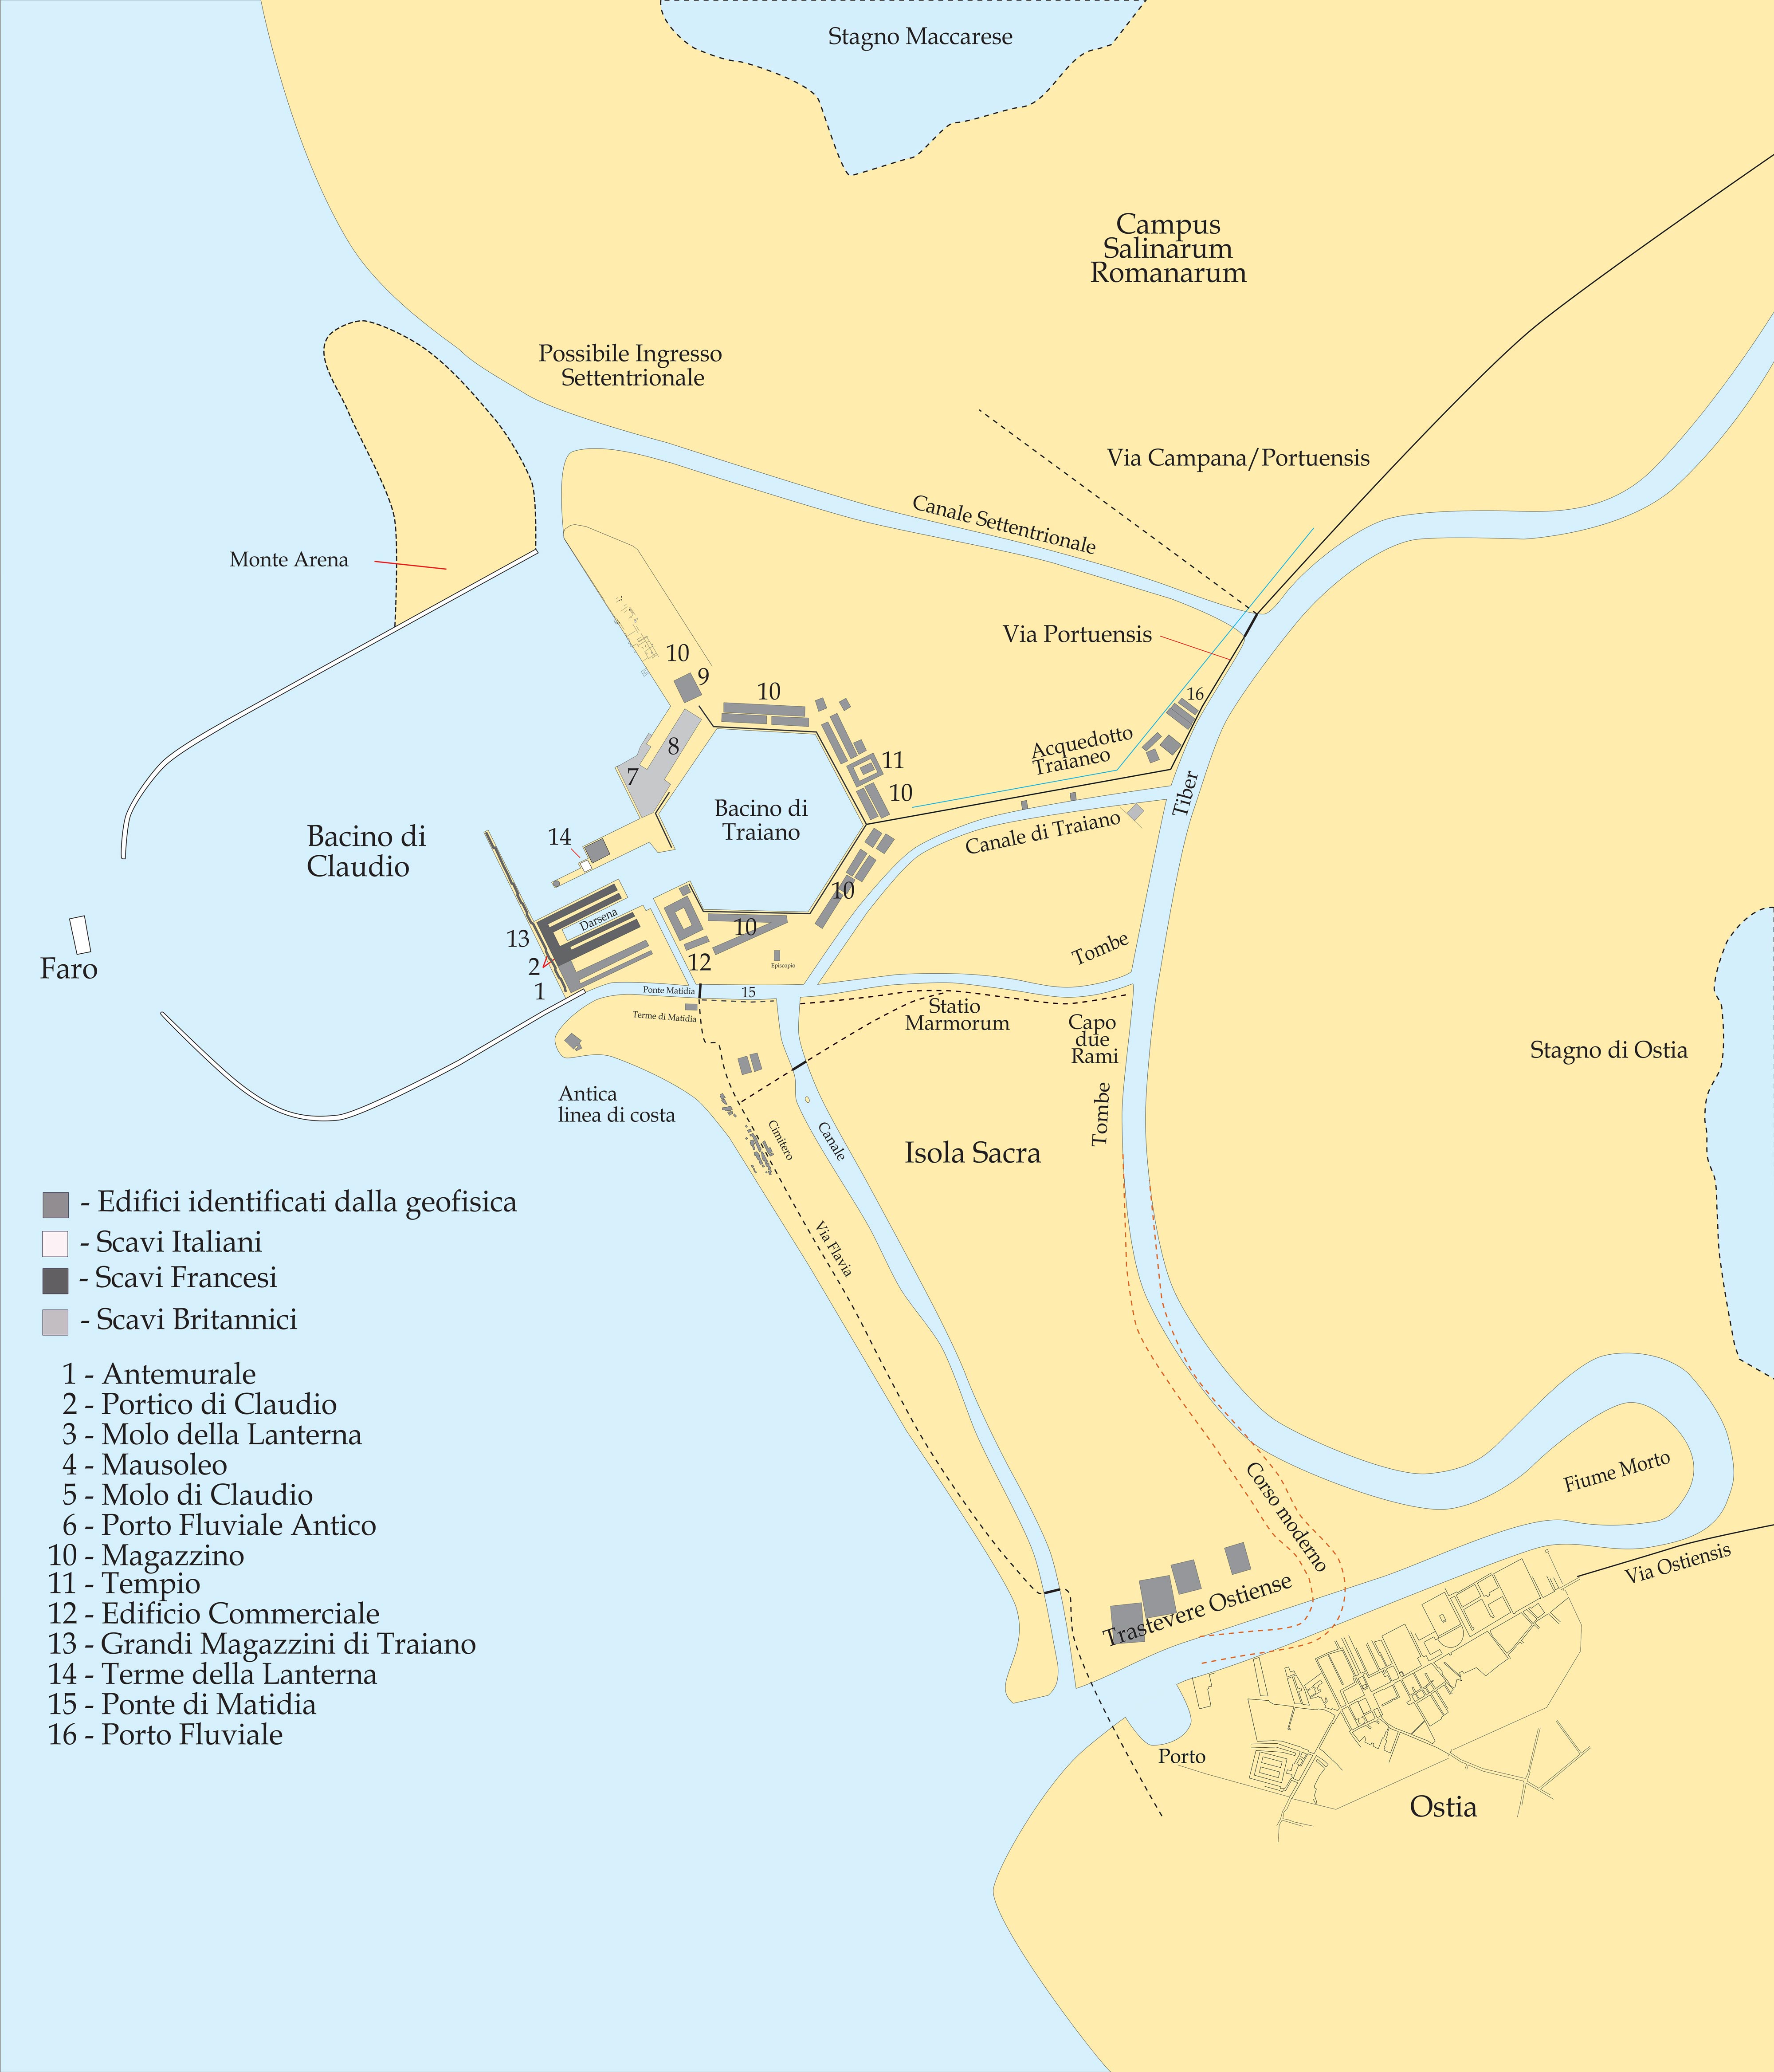 Stagno Maccarese
Campus
Salinarum
Romanarum
Possibile Ingresso
Settentrionale
Via Campana/Portuensis
Canale Settentrionale
Monte Arena
Via Portuensis
10
9
10
16
8
11
Acquedotto
Traianeo
7
10
Bacino di
Traiano
Tiber
Bacino di
Claudio
14
Canale di Traiano
10
Darsena
10
13
Tombe
Faro
2
12
Episcopio
1
Ponte Matidia
15
Terme di Matidia
Statio
Marmorum
Capo
due
Rami
Stagno di Ostia
Antica
linea di costa
Tombe
Cimitero
Canale
Isola Sacra
Via Flavia
- Edifici identificati dalla geofisica
- Scavi Italiani
- Scavi Francesi
- Scavi Britannici
1 - Antemurale
2 - Portico di Claudio
3 - Molo della Lanterna
4 - Mausoleo
5 - Molo di Claudio
6 - Porto Fluviale Antico
10 - Magazzino
11 - Tempio
12 - Edificio Commerciale
13 - Grandi Magazzini di Traiano
14 - Terme della Lanterna
15 - Ponte di Matidia
16 - Porto Fluviale
Corso moderno
Fiume Morto
Via Ostiensis
Trastevere Ostiense
Porto
Ostia